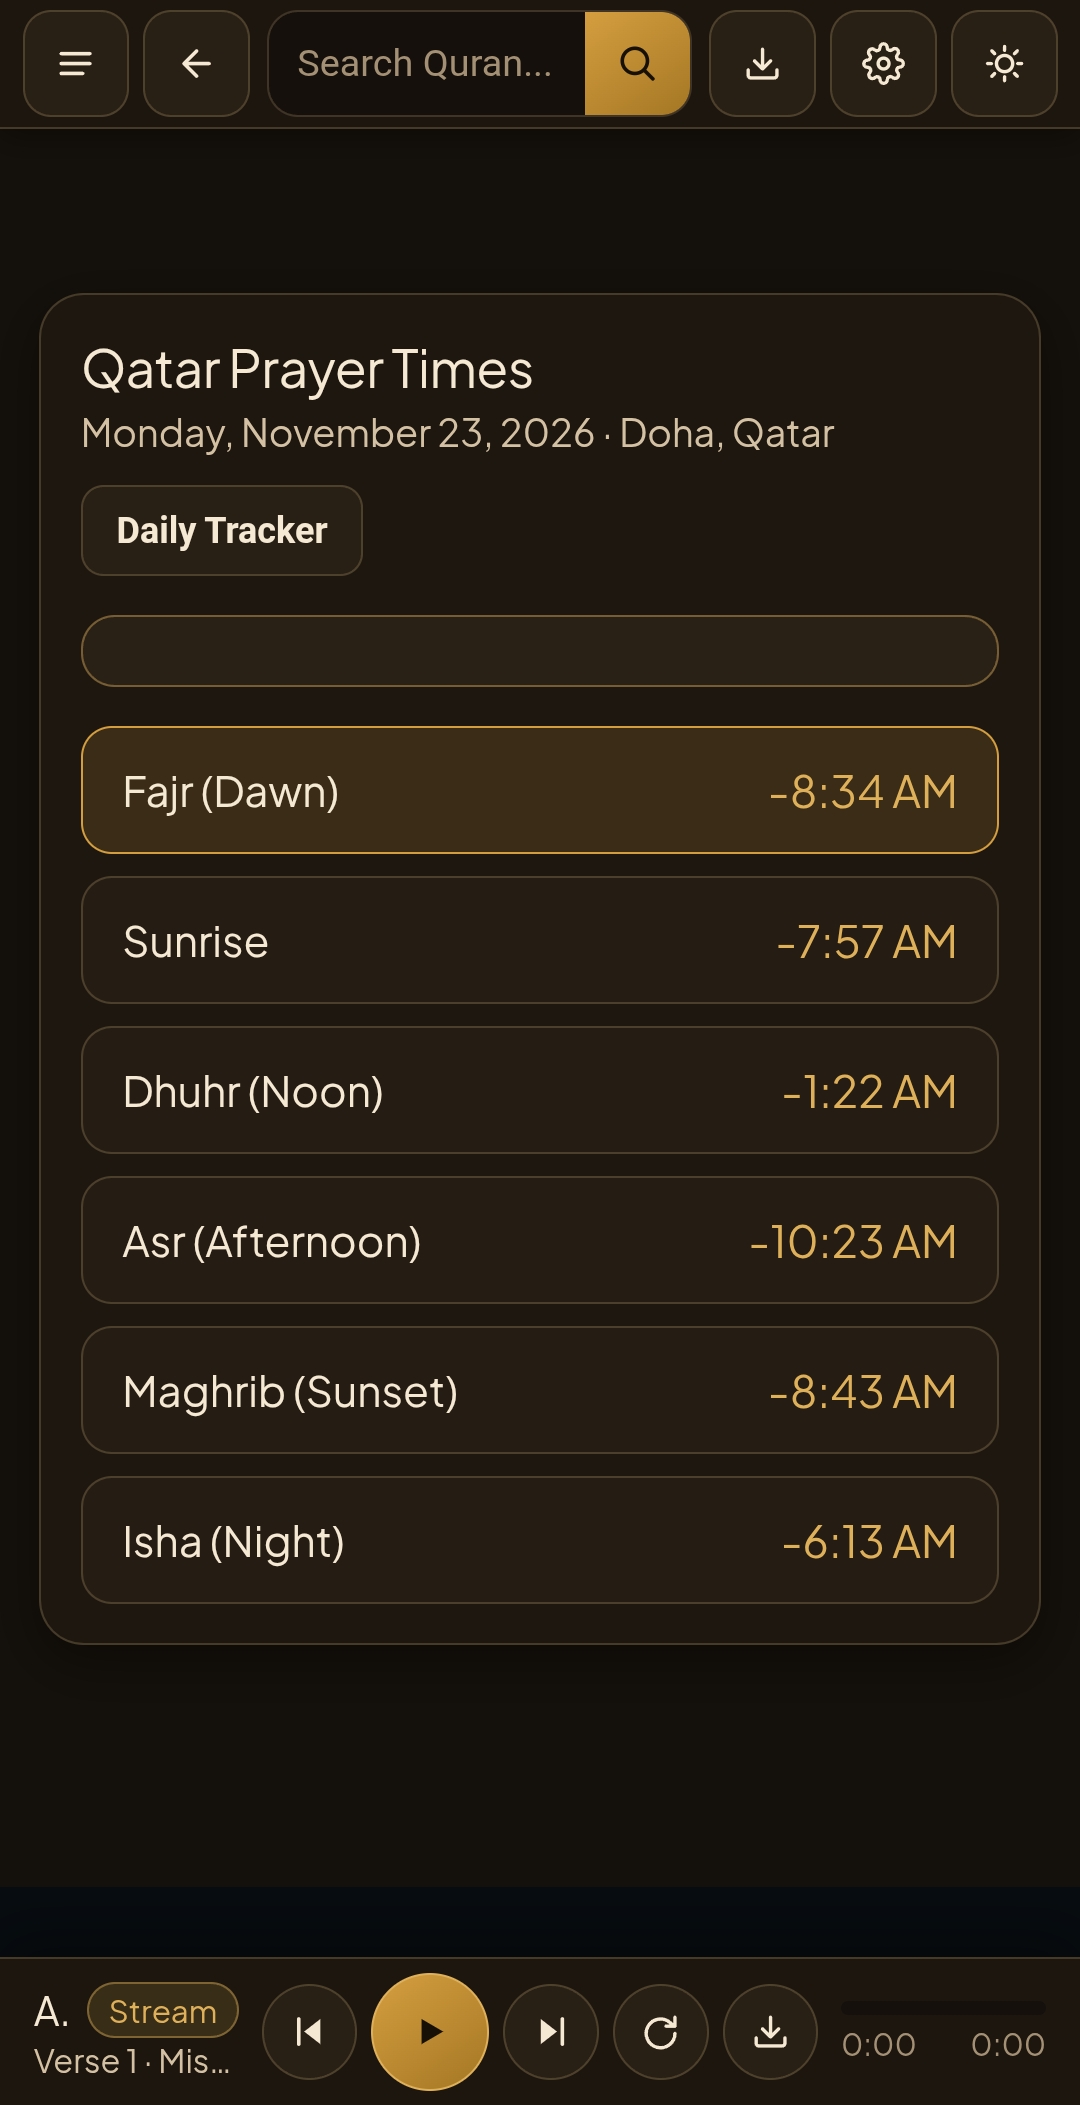 Search Quran...
Qatar Prayer Times
Monday, November 23, 2026 · Doha, Qatar
Daily Tracker
Fajr (Dawn) -8:34 AM
Sunrise -7:57 AM
Dhuhr (Noon) -1:22 AM
Asr (Afternoon) -10:23 AM
Maghrib (Sunset) -8:43 AM
Isha (Night) -6:13 AM
A. Stream
Verse 1 · Mis...
0:00 0:00